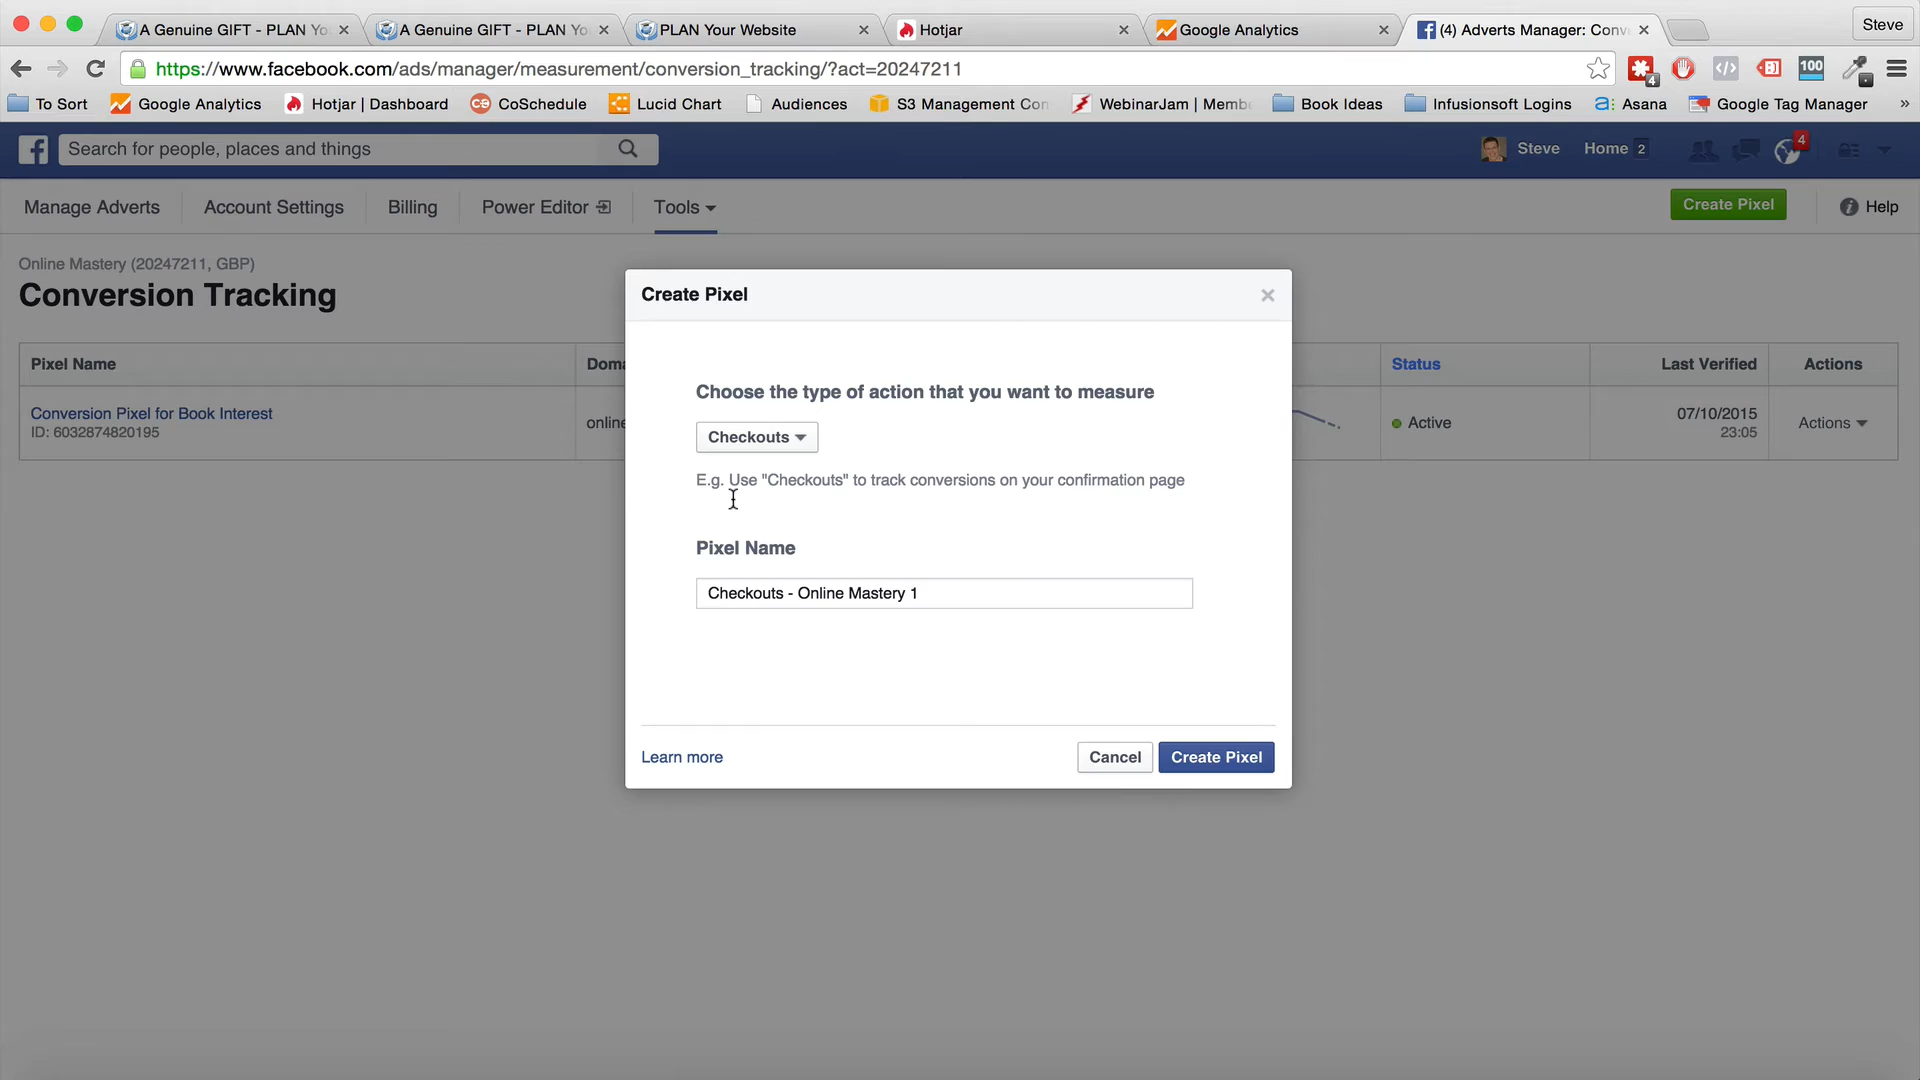 A Genuine GIFT - PLAN Yo
A Genuine GIFT - PLAN Yo
PLAN Your Website
Hotjar
Google Analytics
(4) Adverts Manager: Conv
Steve
https://www.facebook.com/ads/manager/measurement/conversion_tracking/?act=20247211
4
100
To Sort
Google Analytics
Hotjar | Dashboard
CoSchedule
Lucid Chart
Audiences
S3 Management Con
WebinarJam | Membe
Book Ideas
Infusionsoft Logins
Asana
Google Tag Manager
»
Search for people, places and things
Steve
Home 2
4
Manage Adverts
Account Settings
Billing
Power Editor
Tools
Create Pixel
Help
Online Mastery (20247211, GBP)
Conversion Tracking
Pixel Name
Doma
Status
Last Verified
Actions
Conversion Pixel for Book Interest
ID: 6032874820195
online
Active
07/10/2015
23:05
Actions
Create Pixel
Choose the type of action that you want to measure
Checkouts
E.g. Use "Checkouts" to track conversions on your confirmation page
Pixel Name
Checkouts - Online Mastery 1
Learn more
Cancel
Create Pixel